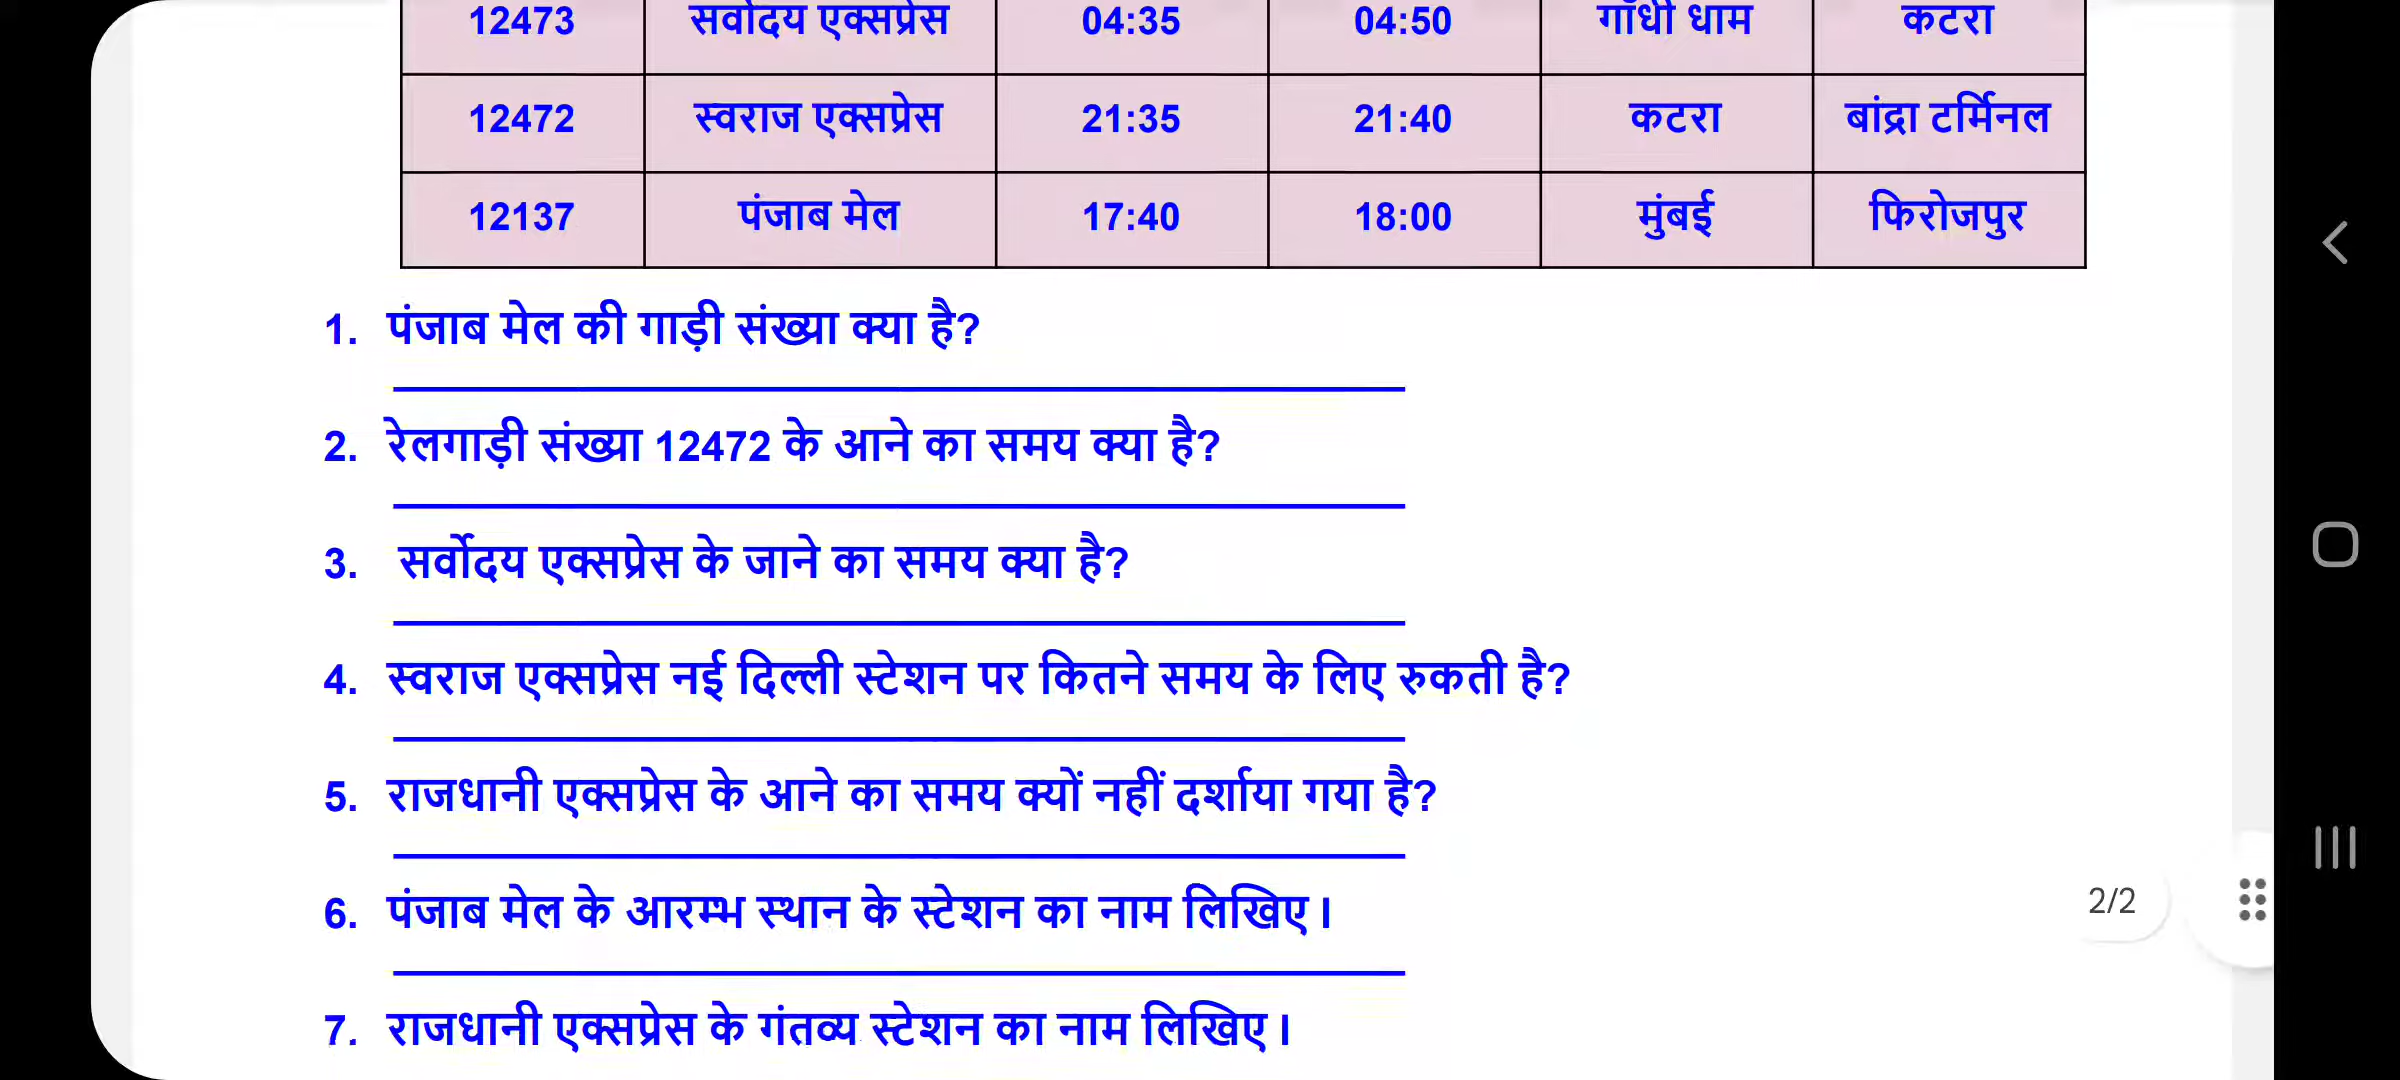 12473 सर्वोदय एक्सप्रेस 04:35 04:50 गाँधी धाम कटरा
12472 स्वराज एक्सप्रेस 21:35 21:40 कटरा बांद्रा टर्मिनल
12137 पंजाब मेल 17:40 18:00 मुंबई फिरोजपुर
1. पंजाब मेल की गाड़ी संख्या क्या है?
2. रेलगाड़ी संख्या 12472 के आने का समय क्या है?
3. सर्वोदय एक्सप्रेस के जाने का समय क्या है?
4. स्वराज एक्सप्रेस नई दिल्ली स्टेशन पर कितने समय के लिए रुकती है?
5. राजधानी एक्सप्रेस के आने का समय क्यों नहीं दर्शाया गया है?
6. पंजाब मेल के आरम्भ स्थान के स्टेशन का नाम लिखिए।
2/2
7. राजधानी एक्सप्रेस के गंतव्य स्टेशन का नाम लिखिए।